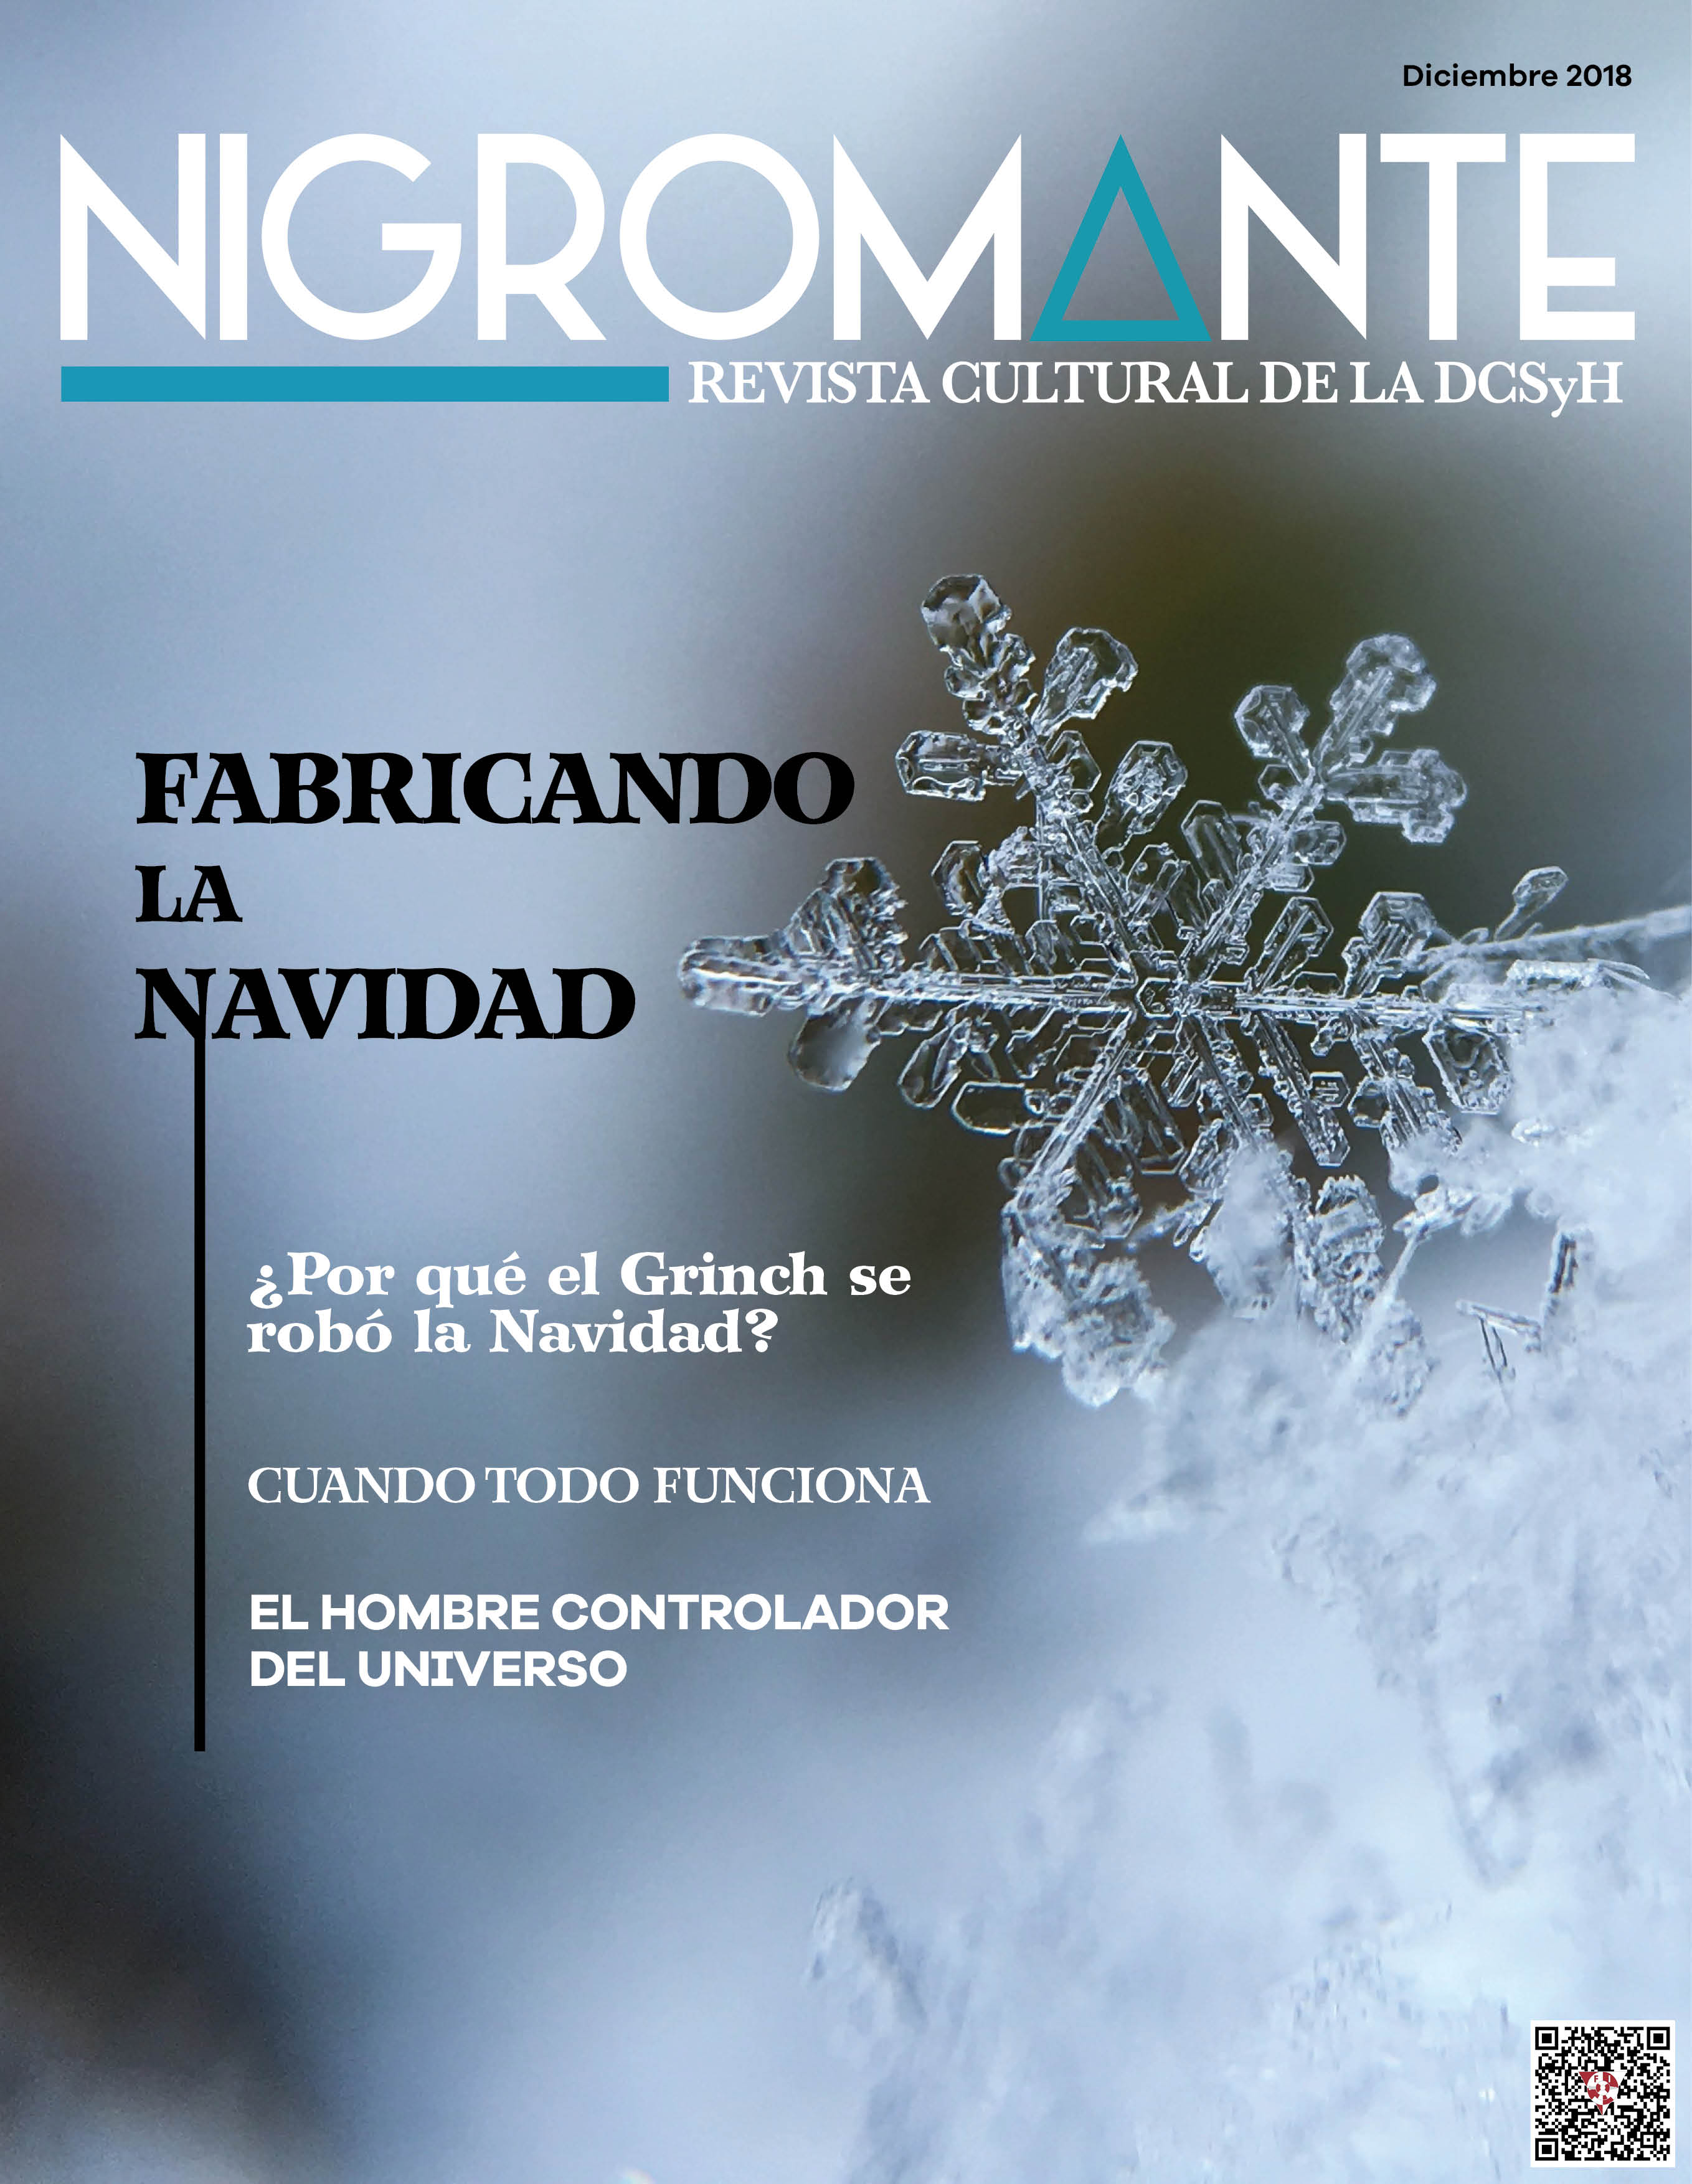 Diciembre 2018
NIGROMANTE
REVISTA CULTURAL DE LA DCSyH
FABRICANDO
LA
NAVIDAD
¿Por qué el Grinch se
robó la Navidad?
CUANDO TODO FUNCIONA
EL HOMBRE CONTROLADOR
DEL UNIVERSO